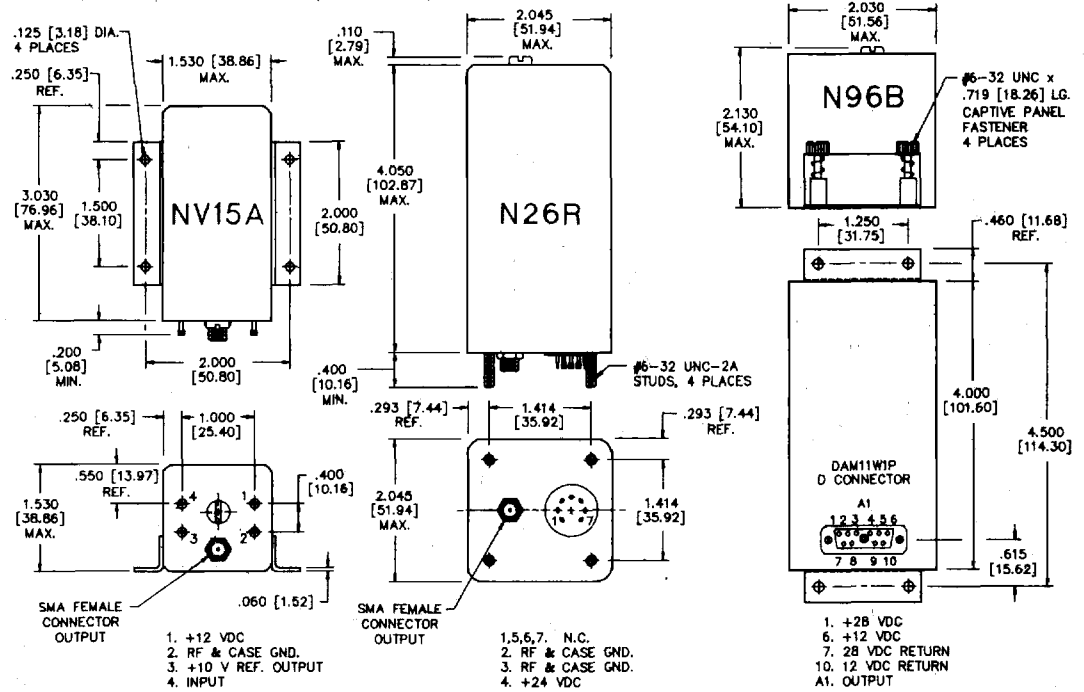 .125 [3.18] DIA.
4 PLACES
.250 [6.35]
REF.
1.530 [38.86]
MAX.
3.030
[76.96]
MAX.
1.500
[38.10]
NV15A
2.000
[50.80]
.200
[5.08]
MIN.
2.000
[50.80]
.250 [6.35]
REF.
1.000
[25.40]
.550 [13.97]
REF.
.400
[10.16]
1.530
[38.86]
MAX.
4
1
3
2
.060 [1.52]
SMA FEMALE
CONNECTOR
OUTPUT
1. +12 VDC
2. RF & CASE GND.
3. +10 V REF. OUTPUT
4. INPUT
2.045
[51.94]
MAX.
.110
[2.79]
MAX.
4.050
[102.87]
MAX.
N26R
.400
[10.16]
MIN.
#6-32 UNC-2A
STUDS, 4 PLACES
.293 [7.44]
REF.
1.414
[35.92]
.293 [7.44]
REF.
2.045
[51.94]
MAX.
1.414
[35.92]
1
7
SMA FEMALE
CONNECTOR
OUTPUT
1,5,6,7. N.C.
2. RF & CASE GND.
3. RF & CASE GND.
4. +24 VDC
2.030
[51.56]
MAX.
2.130
[54.10]
MAX.
N96B
#6-32 UNC x
.719 [18.26] LG.
CAPTIVE PANEL
FASTENER
4 PLACES
1.250
[31.75]
.460 [11.68]
REF.
4.000
[101.60]
4.500
[114.30]
DAM11W1P
D CONNECTOR
A1
1 2 3 4 5 6
7 8 9 10
.615
[15.62]
1. +28 VDC
6. +12 VDC
7. 28 VDC RETURN
10. 12 VDC RETURN
A1. OUTPUT